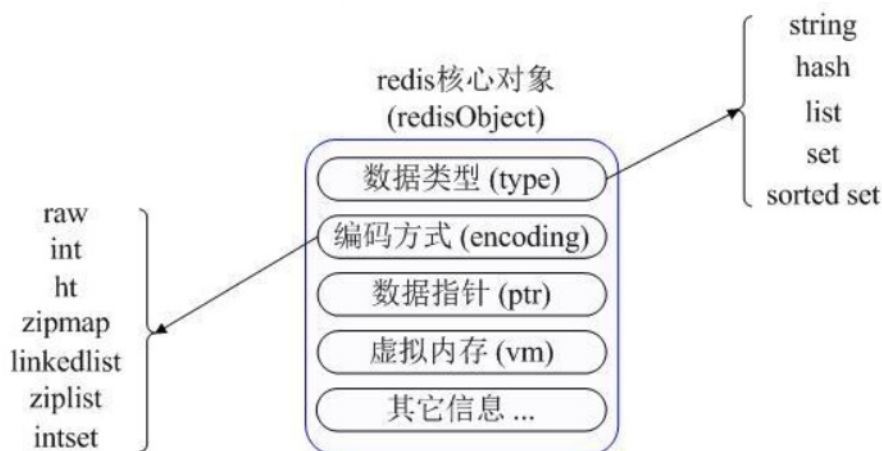 redis核心对象
(redisObject)
数据类型 (type)
编码方式 (encoding)
数据指针 (ptr)
虚拟内存 (vm)
其它信息 ...
string
hash
list
set
sorted set
raw
int
ht
zipmap
linkedlist
ziplist
intset